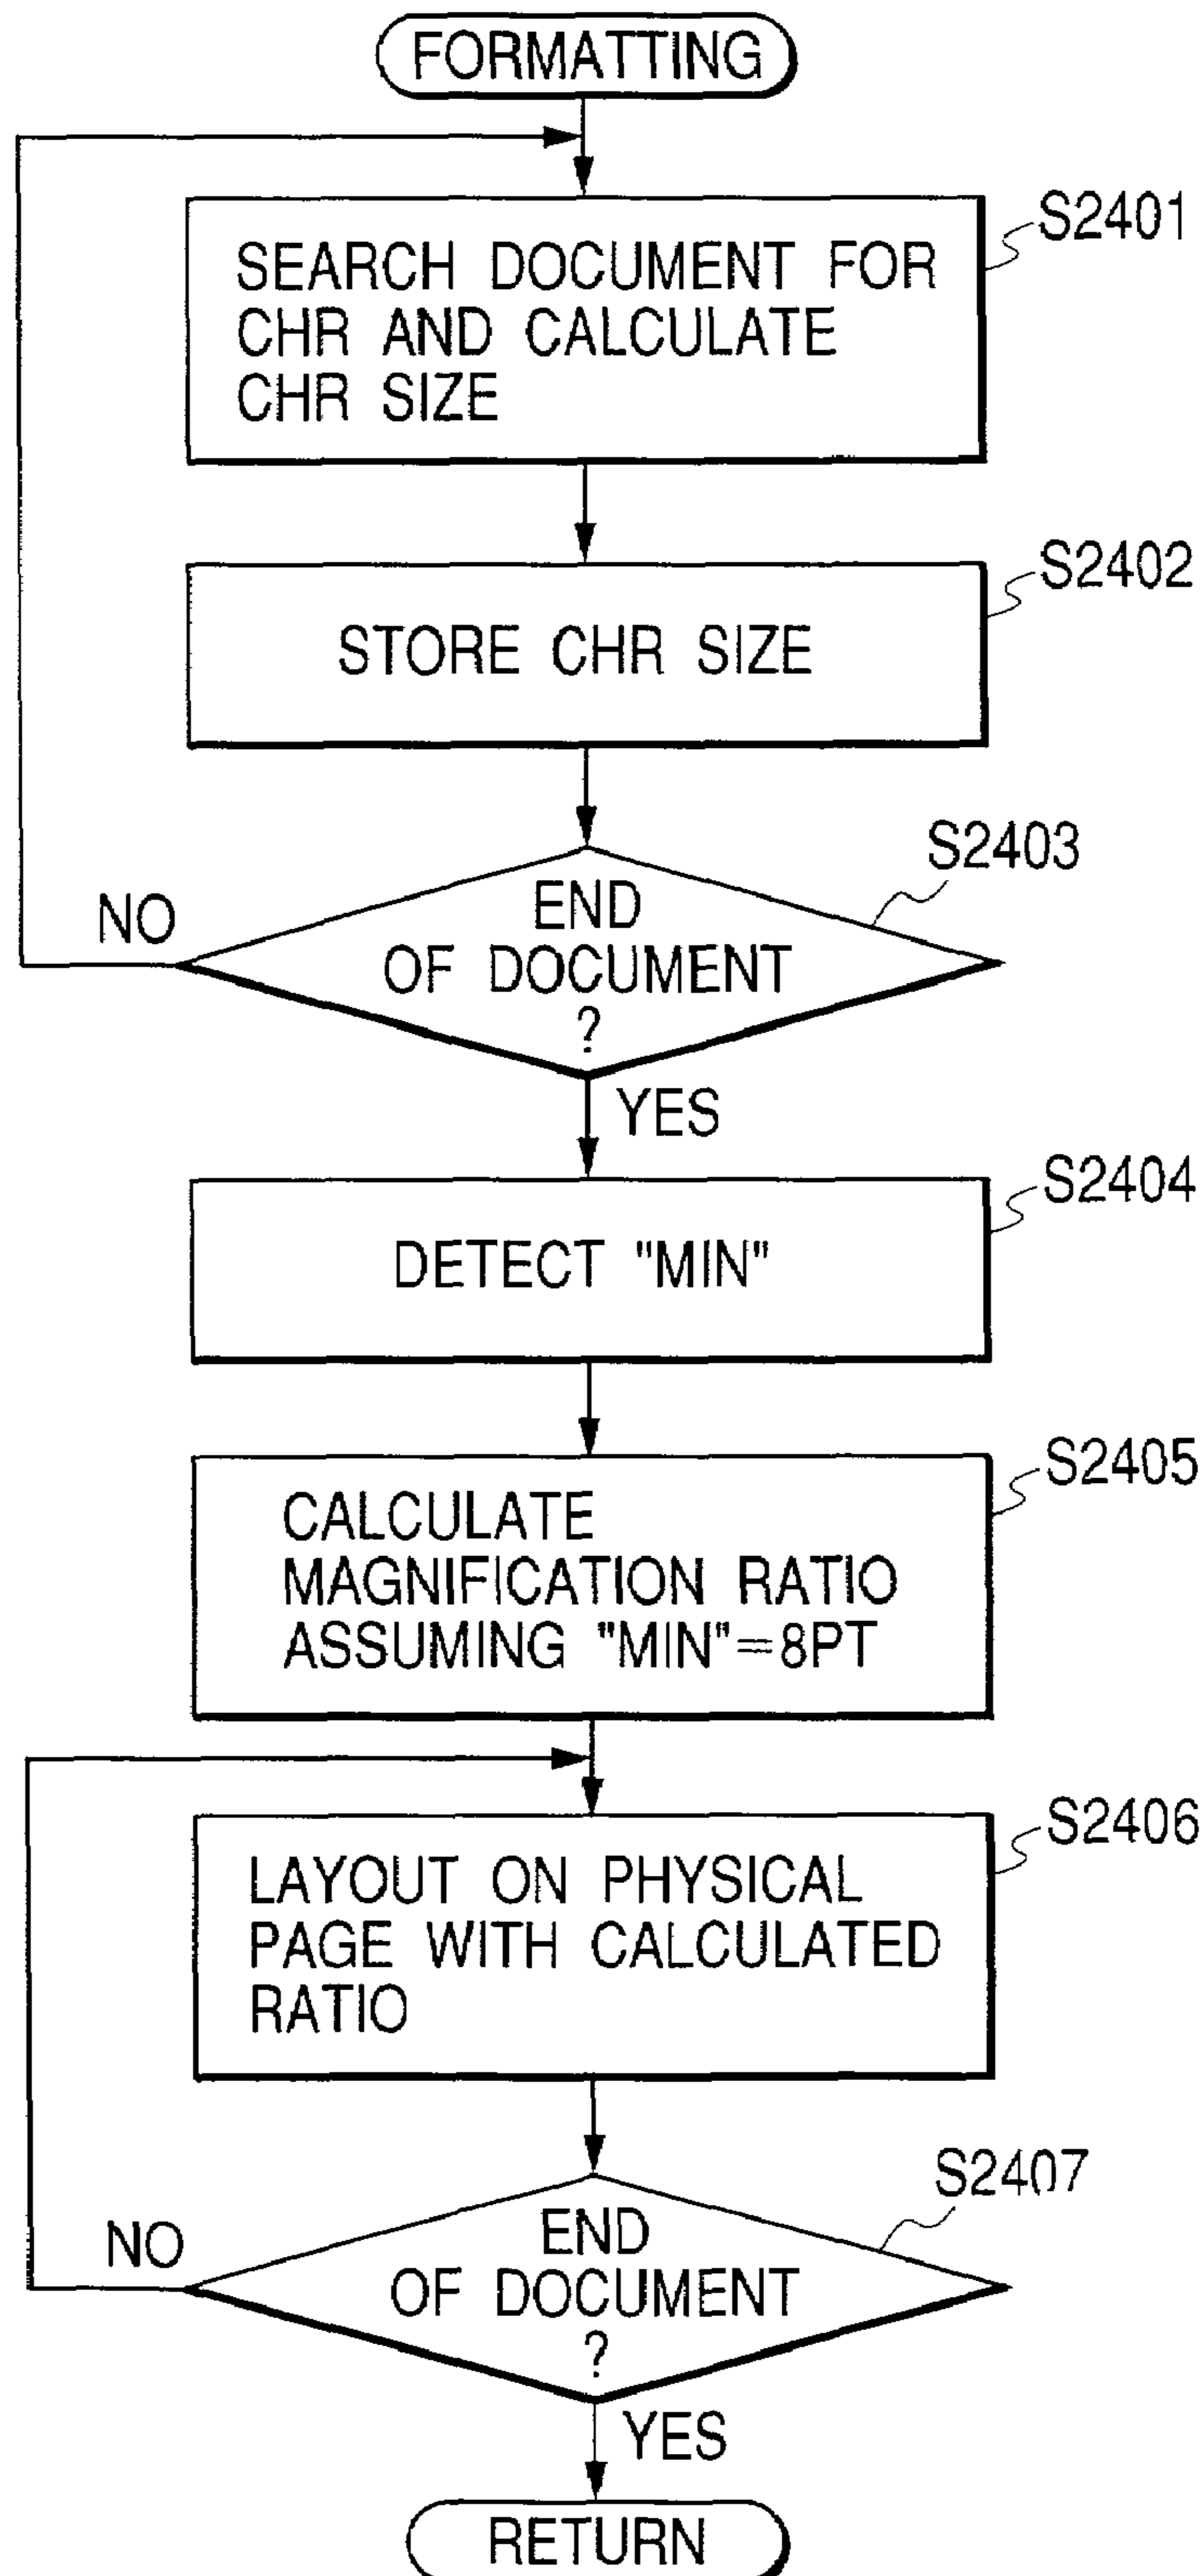 FORMATTING
S2401
SEARCH DOCUMENT FOR
CHR AND CALCULATE
CHR SIZE
S2402
STORE CHR SIZE
S2403
END
OF DOCUMENT
?
NO
YES
S2404
DETECT "MIN"
S2405
CALCULATE
MAGNIFICATION RATIO
ASSUMING "MIN"=8PT
S2406
LAYOUT ON PHYSICAL
PAGE WITH CALCULATED
RATIO
S2407
END
OF DOCUMENT
?
NO
YES
RETURN